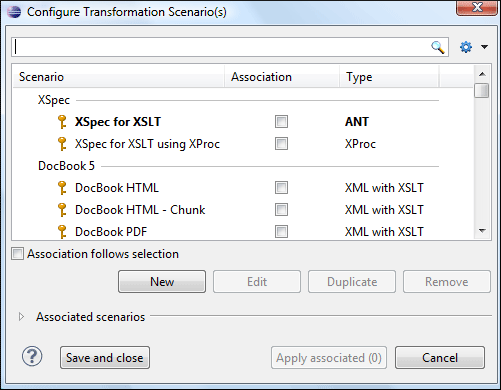 Configure Transformation Scenario(s)
Scenario Association Type
XSpec
XSpec for XSLT ANT
XSpec for XSLT using XProc XProc
DocBook 5
DocBook HTML XML with XSLT
DocBook HTML - Chunk XML with XSLT
DocBook PDF XML with XSLT
Association follows selection
New Edit Duplicate Remove
Associated scenarios
? Save and close Apply associated (0) Cancel